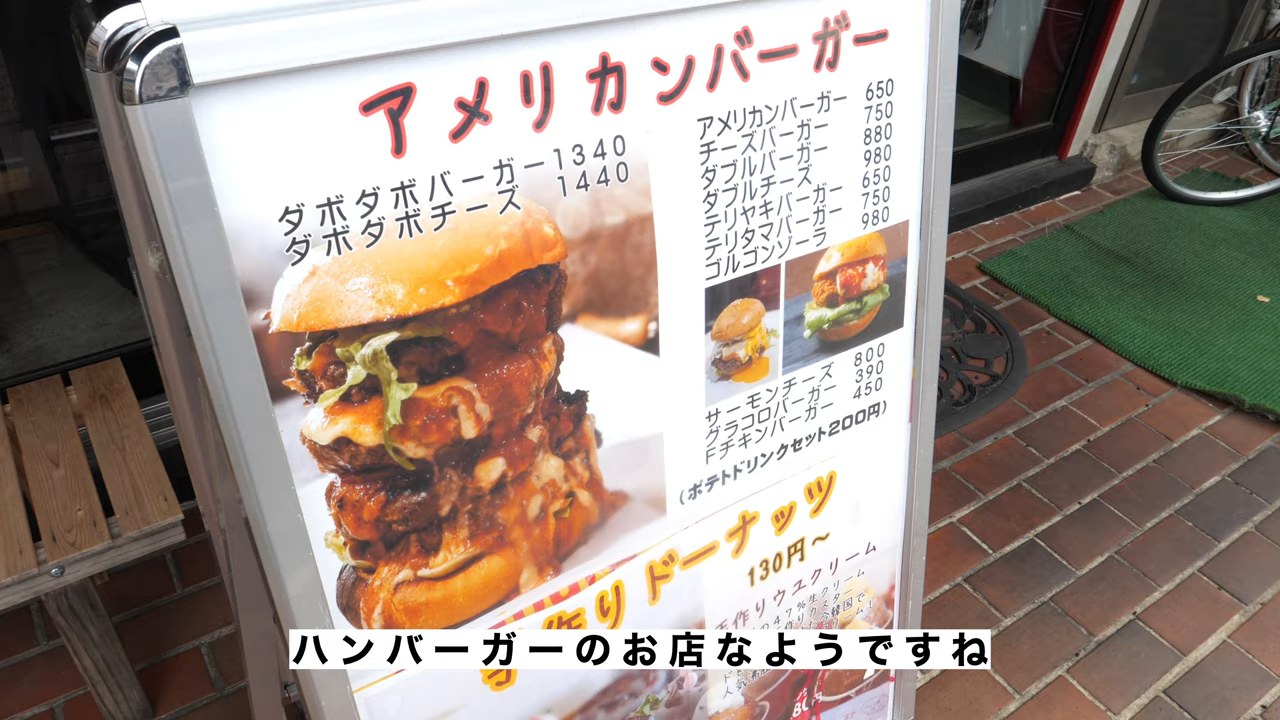 アメリカンバーガー
ダボダボバーガー1340
ダボダボチーズ 1440
アメリカンバーガー 650
チーズバーガー 750
ダブルバーガー 880
ダブルチーズ 980
テリヤキバーガー 650
テリタマバーガー 750
ゴルゴンゾーラ 980
サーモンチーズ 800
グラコロバーガー 390
Fチキンバーガー 450
(ポテトドリンクセット200円)
手作りドーナッツ
130円〜
手作りウユクリーム
ハンバーガーのお店なようですね